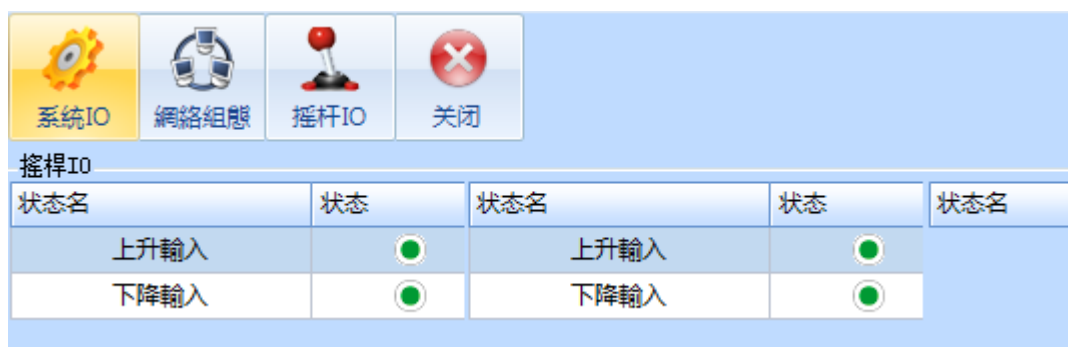 系统IO 網絡組態 摇杆IO 关闭
搖桿IO
状态名 状态 状态名 状态 状态名
上升輸入 上升輸入
下降輸入 下降輸入